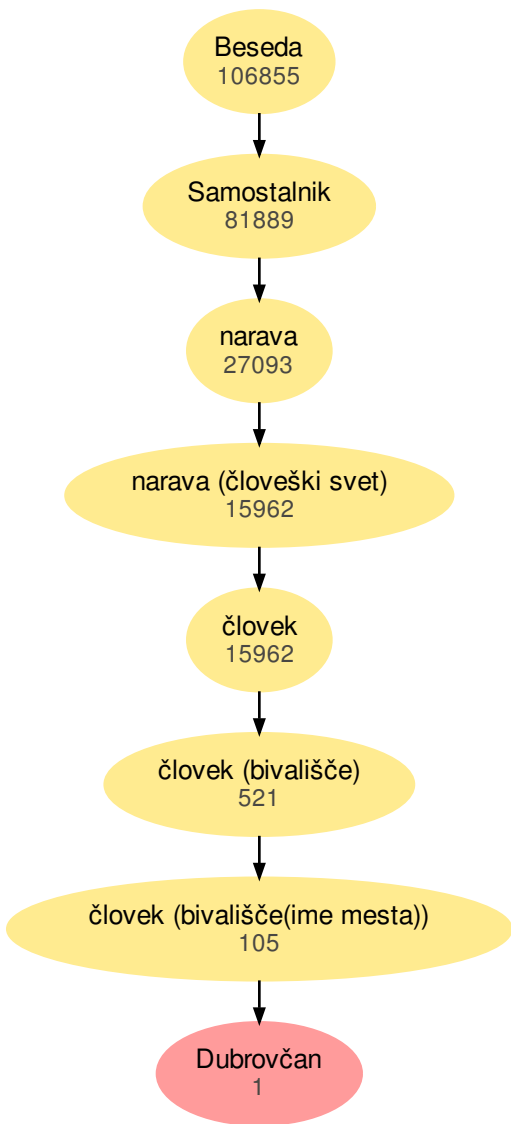 Beseda
106855
Samostalnik
81889
narava
27093
narava (človeški svet)
15962
človek
15962
človek (bivališče)
521
človek (bivališče(ime mesta))
105
Dubrovčan
1